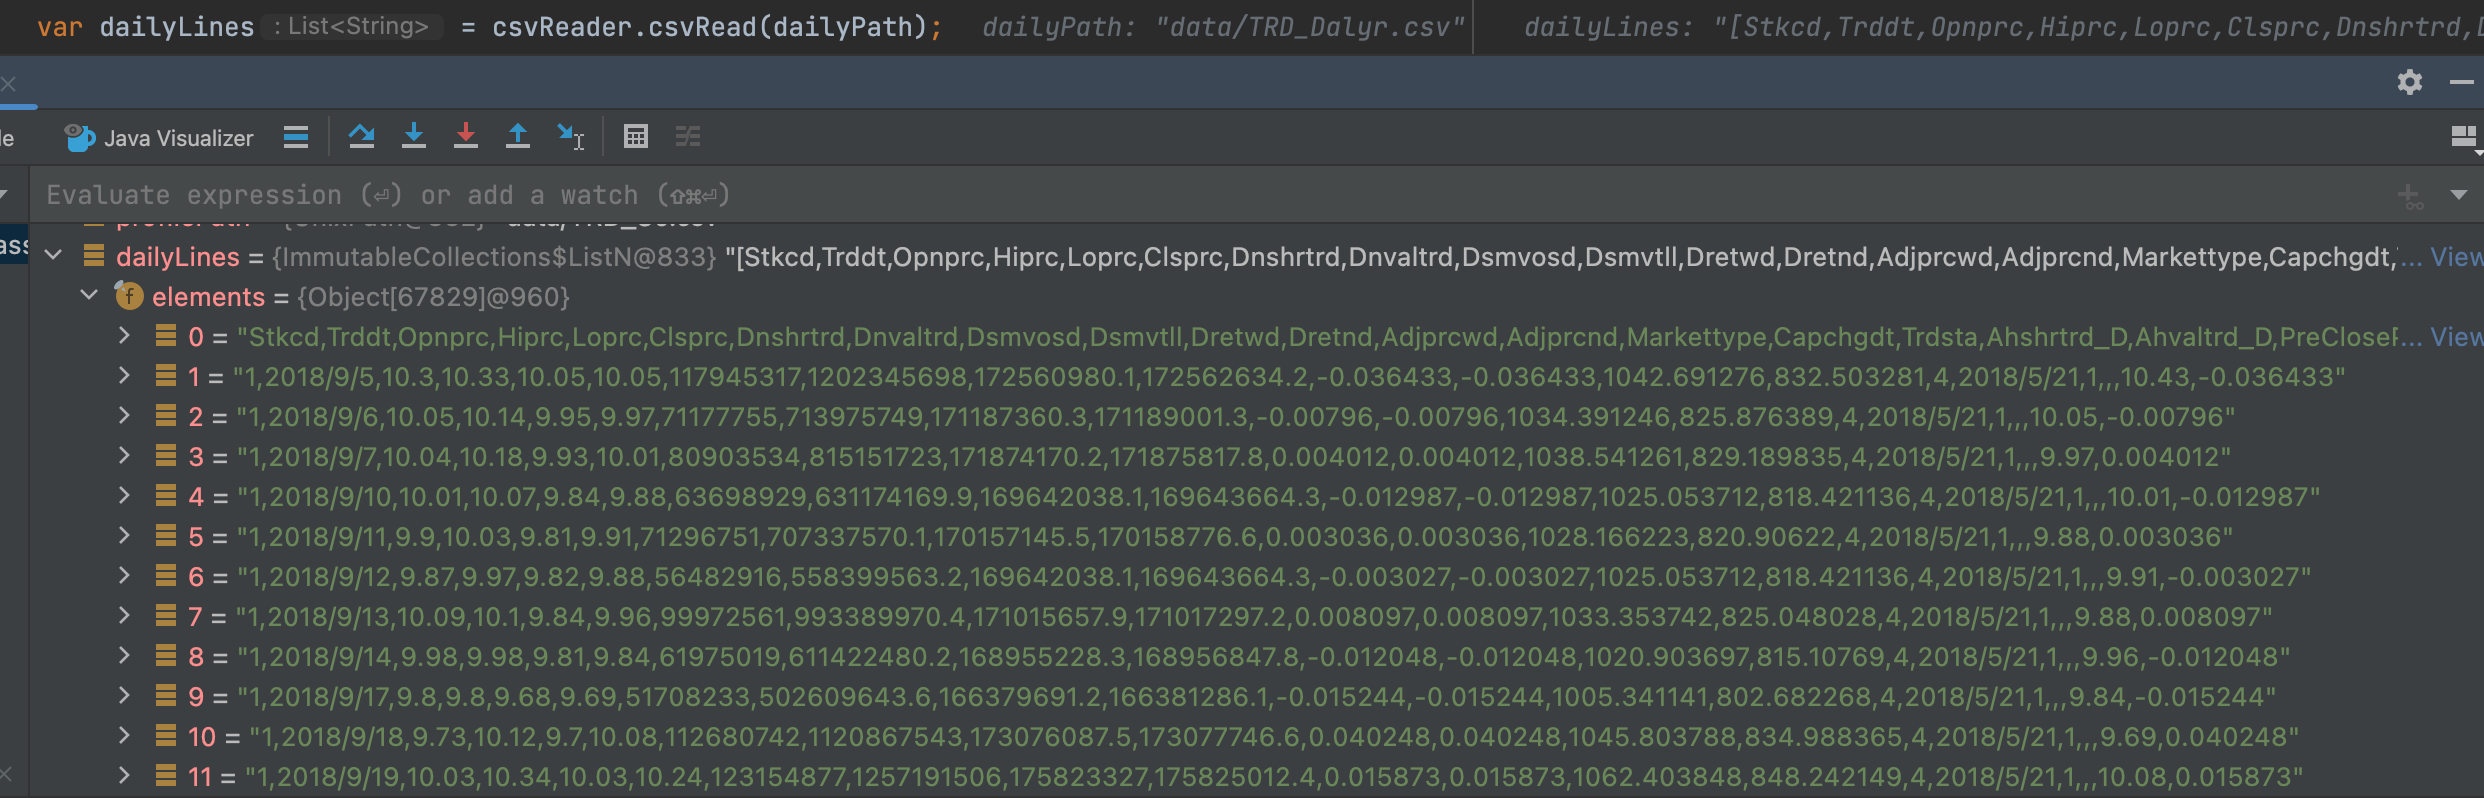 var dailyLines : List<String> = csvReader.csvRead(dailyPath); dailyPath: "data/TRD_Dalyr.csv" dailyLines: "[Stkcd,Trddt,Opnprc,Hiprc,Loprc,Clsprc,Dnshrtrd,
Java Visualizer
Evaluate expression (⏎) or add a watch (⇧⌘⏎)
dailyLines = {ImmutableCollections$ListN@833} "[Stkcd,Trddt,Opnprc,Hiprc,Loprc,Clsprc,Dnshrtrd,Dnvaltrd,Dsmvosd,Dsmvtll,Dretwd,Dretnd,Adjprcwd,Adjprcnd,Markettype,Capchgdt,... View
elements = {Object[67829]@960}
0 = "Stkcd,Trddt,Opnprc,Hiprc,Loprc,Clsprc,Dnshrtrd,Dnvaltrd,Dsmvosd,Dsmvtll,Dretwd,Dretnd,Adjprcwd,Adjprcnd,Markettype,Capchgdt,Trdsta,Ahshrtrd_D,Ahvaltrd_D,PreClose... View
1 = "1,2018/9/5,10.3,10.33,10.05,10.05,117945317,1202345698,172560980.1,172562634.2,-0.036433,-0.036433,1042.691276,832.503281,4,2018/5/21,1,,,10.43,-0.036433"
2 = "1,2018/9/6,10.05,10.14,9.95,9.97,71177755,713975749,171187360.3,171189001.3,-0.00796,-0.00796,1034.391246,825.876389,4,2018/5/21,1,,,10.05,-0.00796"
3 = "1,2018/9/7,10.04,10.18,9.93,10.01,80903534,815151723,171874170.2,171875817.8,0.004012,0.004012,1038.541261,829.189835,4,2018/5/21,1,,,9.97,0.004012"
4 = "1,2018/9/10,10.01,10.07,9.84,9.88,63698929,631174169.9,169642038.1,169643664.3,-0.012987,-0.012987,1025.053712,818.421136,4,2018/5/21,1,,,10.01,-0.012987"
5 = "1,2018/9/11,9.9,10.03,9.81,9.91,71296751,707337570.1,170157145.5,170158776.6,0.003036,0.003036,1028.166223,820.90622,4,2018/5/21,1,,,9.88,0.003036"
6 = "1,2018/9/12,9.87,9.97,9.82,9.88,56482916,558399563.2,169642038.1,169643664.3,-0.003027,-0.003027,1025.053712,818.421136,4,2018/5/21,1,,,9.91,-0.003027"
7 = "1,2018/9/13,10.09,10.1,9.84,9.96,99972561,993389970.4,171015657.9,171017297.2,0.008097,0.008097,1033.353742,825.048028,4,2018/5/21,1,,,9.88,0.008097"
8 = "1,2018/9/14,9.98,9.98,9.81,9.84,61975019,611422480.2,168955228.3,168956847.8,-0.012048,-0.012048,1020.903697,815.10769,4,2018/5/21,1,,,9.96,-0.012048"
9 = "1,2018/9/17,9.8,9.8,9.68,9.69,51708233,502609643.6,166379691.2,166381286.1,-0.015244,-0.015244,1005.341141,802.682268,4,2018/5/21,1,,,9.84,-0.015244"
10 = "1,2018/9/18,9.73,10.12,9.7,10.08,112680742,1120867543,173076087.5,173077746.6,0.040248,0.040248,1045.803788,834.988365,4,2018/5/21,1,,,9.69,0.040248"
11 = "1,2018/9/19,10.03,10.34,10.03,10.24,123154877,1257191506,175823327,175825012.4,0.015873,0.015873,1062.403848,848.242149,4,2018/5/21,1,,,10.08,0.015873"